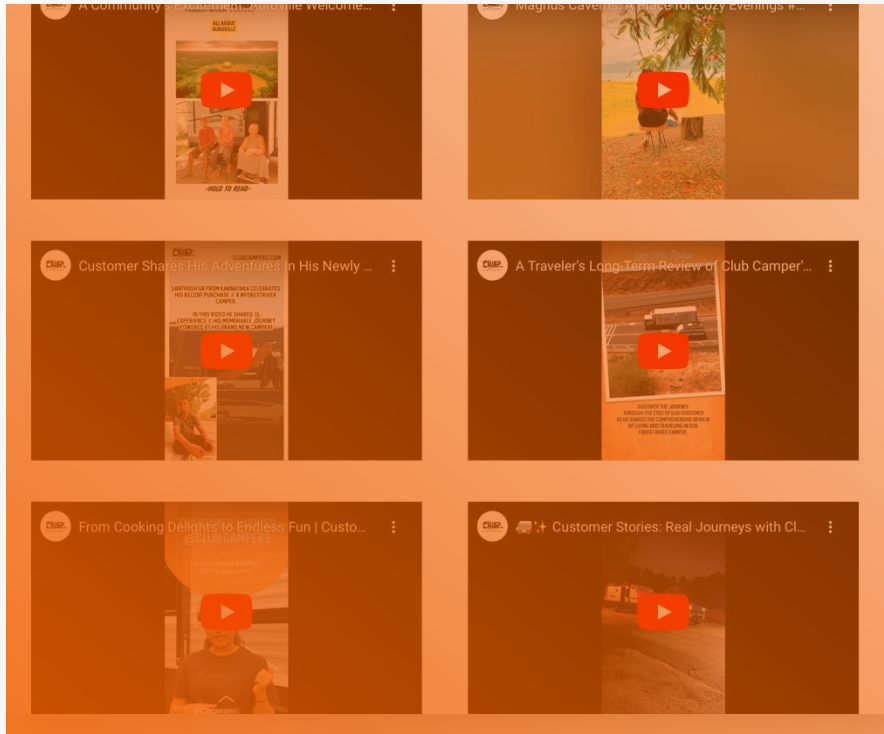 A Community's Excitement: Auroville Welcome...
ALL ABOUT
AUROVILLE
-HOLD TO READ-
Magnus Caverns: A Place for Cozy Evenings #...
Customer Shares His Adventures In His Newly ...
CLUBCAMPERS.COM
SANTHOSH GR FROM KARNATAKA CELEBRATES
HIS RECENT PURCHASE // A #FORESTRIVER
CAMPER.
IN THIS VIDEO HE SHARES
EXPERIENCE // HIS MEMORABLE JOURNEY
POWERED BY HIS BRAND NEW CAMPER!
A Traveler's Long-Term Review of Club Camper'...
DISCOVER THE JOURNEY
THROUGH THE EYES OF OUR CUSTOMER
AS HE SHARES HIS COMPREHENSIVE REVIEW
OF LIVING AND TRAVELING IN OUR
FOREST RIVER CAMPER.
From Cooking Delights to Endless Fun | Custo...
@CLUB CAMPERS
🚐✨ Customer Stories: Real Journeys with Cl...